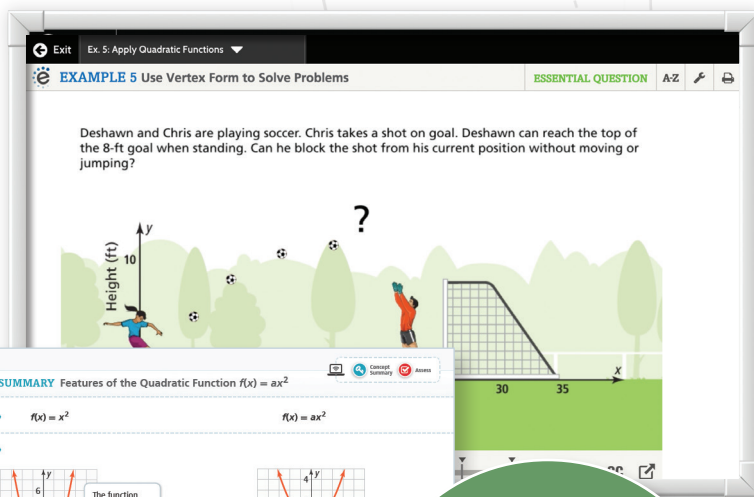 Exit Ex. 5: Apply Quadratic Functions
EXAMPLE 5 Use Vertex Form to Solve Problems ESSENTIAL QUESTION A-Z
Deshawn and Chris are playing soccer. Chris takes a shot on goal. Deshawn can reach the top of
the 8-ft goal when standing. Can he block the shot from his current position without moving or
jumping?
?
y
Height (ft)
10
x
30 35
SUMMARY Features of the Quadratic Function f(x) = ax²
Concept Summary Assess
f(x) = x² f(x) = ax²
y
6
The function
4 y